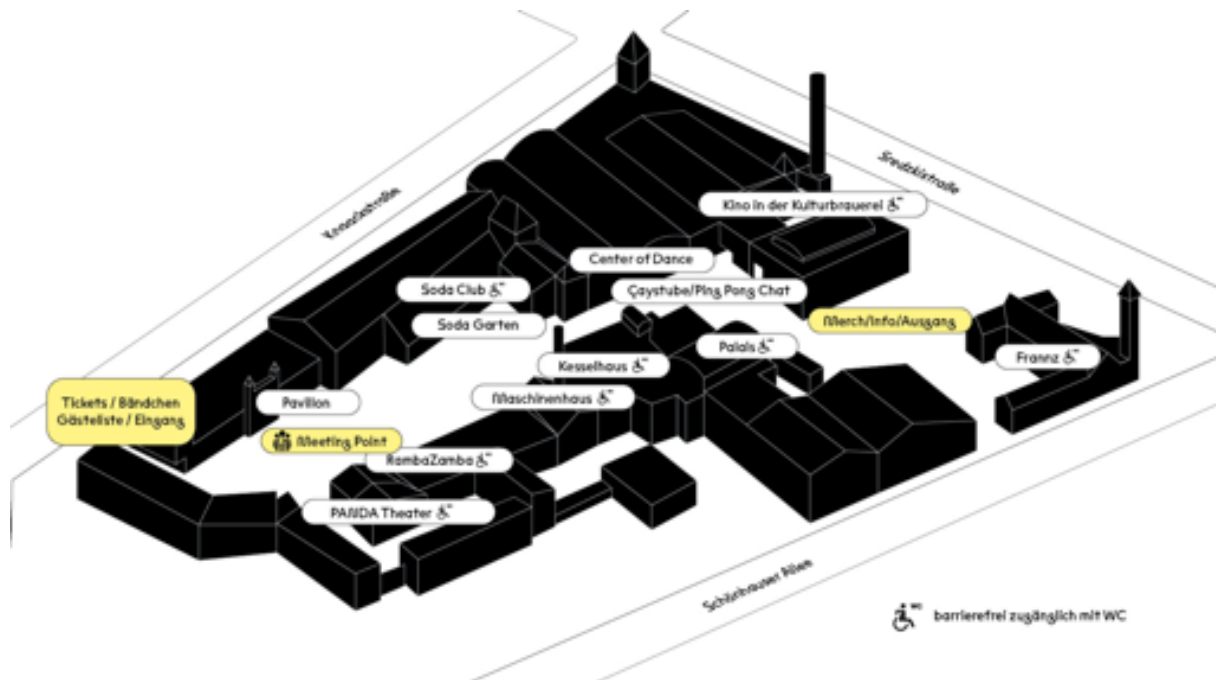 Knaackstraße
Sredzkistraße
Kino in der Kulturbrauerei
Center of Dance
Soda Club
Çaystube/Ping Pong Chat
Soda Garten
Merch/Info/Ausgang
Palais
Frannz
Kesselhaus
Tickets / Bändchen
Gästeliste / Eingang
Pavillon
Maschinenhaus
Meeting Point
RambaZamba
PANDA Theater
Schönhauser Allee
WC
barrierefrei zugänglich mit WC